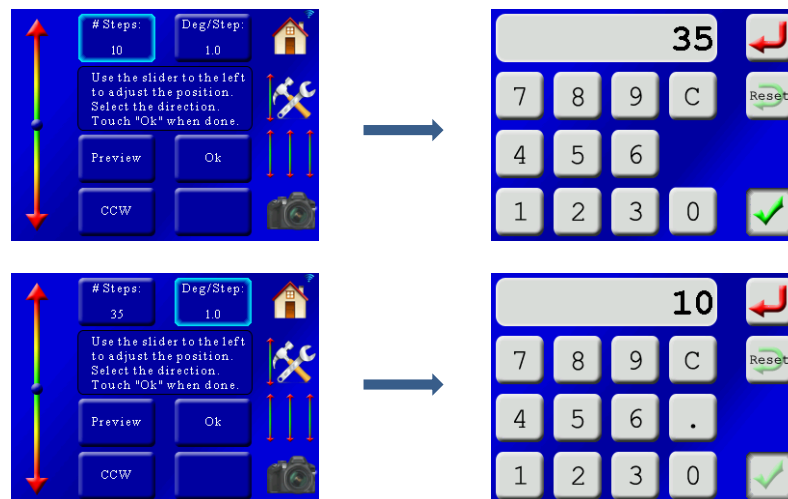 # Steps:
10
Deg/Step:
1.0
Use the slider to the left
to adjust the position.
Select the direction.
Touch "Ok" when done.
Preview
Ok
CCW
35
7 8 9 C
Reset
4 5 6
1 2 3 0
# Steps:
35
Deg/Step:
1.0
Use the slider to the left
to adjust the position.
Select the direction.
Touch "Ok" when done.
Preview
Ok
CCW
10
7 8 9 C
Reset
4 5 6 .
1 2 3 0